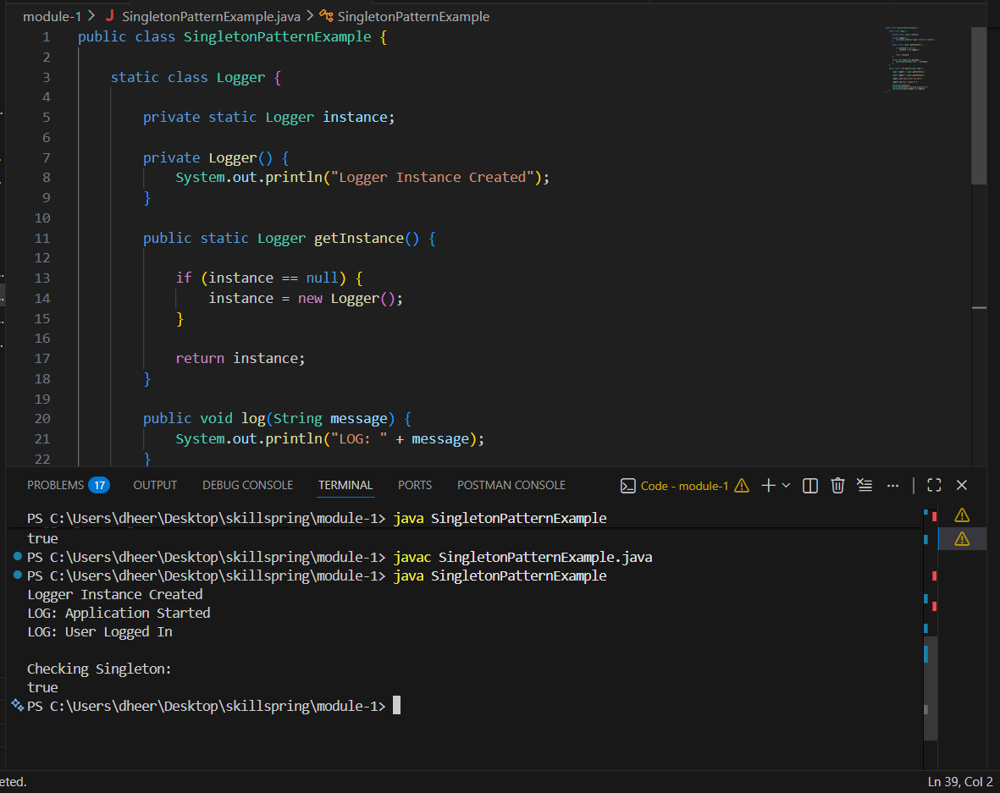 module-1 > J SingletonPatternExample.java > SingletonPatternExample
1 public class SingletonPatternExample {
2
3 static class Logger {
4
5 private static Logger instance;
6
7 private Logger() {
8 System.out.println("Logger Instance Created");
9 }
10
11 public static Logger getInstance() {
12
13 if (instance == null) {
14 instance = new Logger();
15 }
16
17 return instance;
18 }
19
20 public void log(String message) {
21 System.out.println("LOG: " + message);
22 }
PROBLEMS 17 OUTPUT DEBUG CONSOLE TERMINAL PORTS POSTMAN CONSOLE Code - module-1
PS C:\Users\dheer\Desktop\skillspring\module-1> java SingletonPatternExample
true
PS C:\Users\dheer\Desktop\skillspring\module-1> javac SingletonPatternExample.java
PS C:\Users\dheer\Desktop\skillspring\module-1> java SingletonPatternExample
Logger Instance Created
LOG: Application Started
LOG: User Logged In

Checking Singleton:
true
PS C:\Users\dheer\Desktop\skillspring\module-1>
eted. Ln 39, Col 2